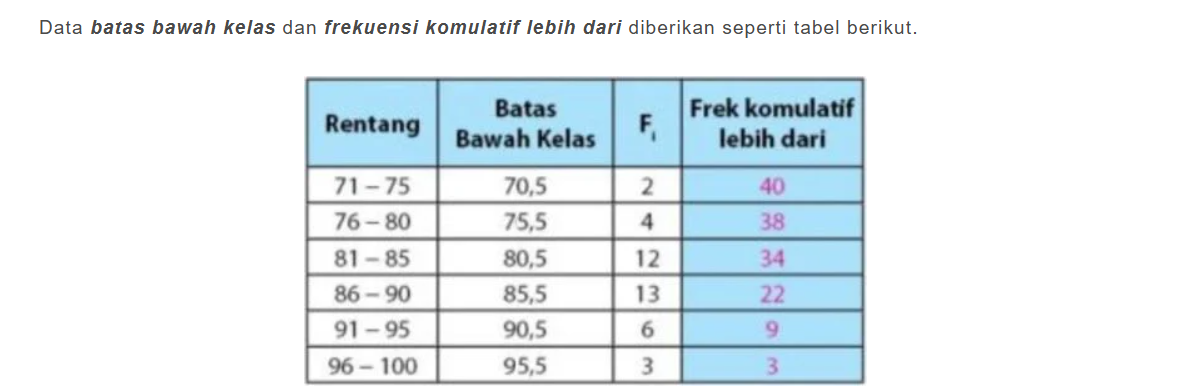 Data batas bawah kelas dan frekuensi komulatif lebih dari diberikan seperti tabel berikut.
Rentang Batas Bawah Kelas Fi Frek komulatif lebih dari
71 – 75 70,5 2 40
76 – 80 75,5 4 38
81 – 85 80,5 12 34
86 – 90 85,5 13 22
91 – 95 90,5 6 9
96 – 100 95,5 3 3